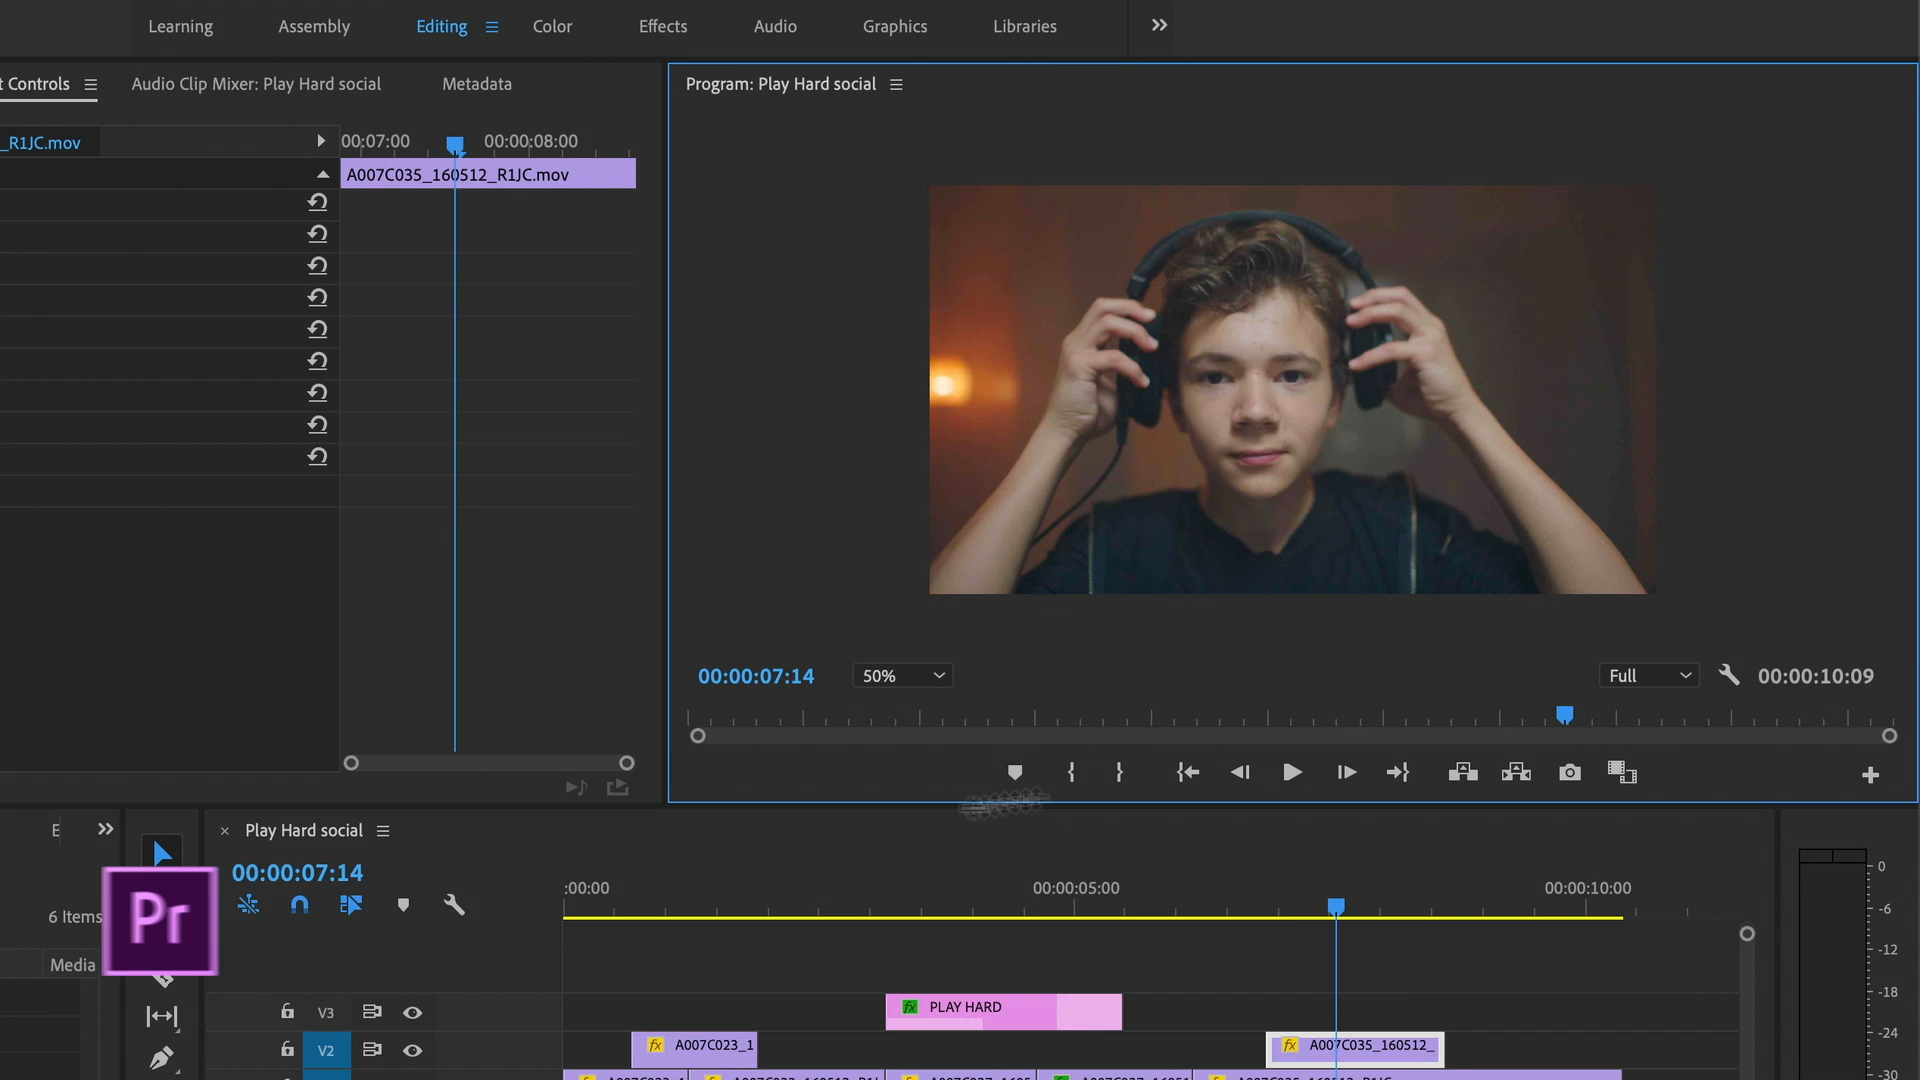 Learning Assembly Editing Color Effects Audio Graphics Libraries
t Controls Audio Clip Mixer: Play Hard social Metadata
Program: Play Hard social
_R1JC.mov
00:07:00 00:00:08:00
A007C035_160512_R1JC.mov
00:00:07:14 50% Full 00:00:10:09
E
Play Hard social
00:00:07:14
:00:00 00:00:05:00 00:00:10:00
6 Items
Pr
Media
V3 PLAY HARD
V2 A007C023_1 A007C035_160512_
0
-6
-12
-18
-24
-30